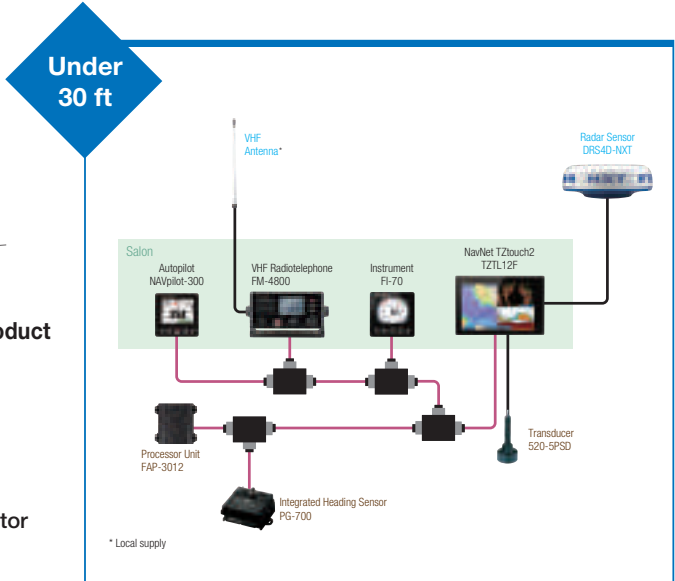 Under
30 ft
VHF
Antenna*
Radar Sensor
DRS4D-NXT
Salon
Autopilot
NAVpilot-300
VHF Radiotelephone
FM-4800
Instrument
FI-70
NavNet TZtouch2
TZTL12F
oduct
Processor Unit
FAP-3012
Transducer
520-5PSD
Integrated Heading Sensor
PG-700
tor
* Local supply